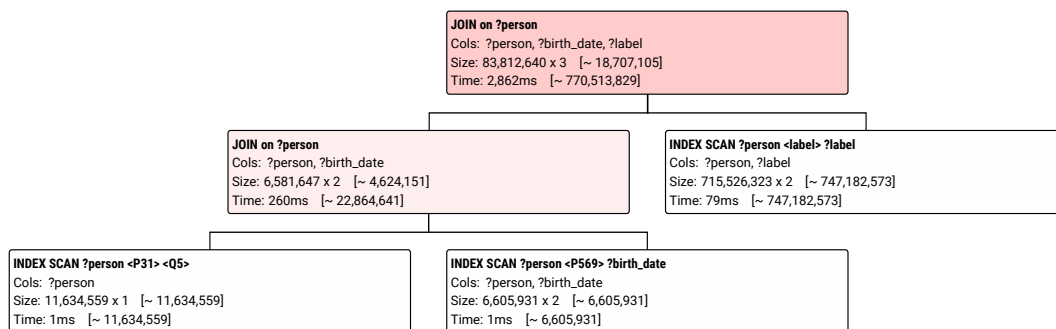 JOIN on ?person
Cols: ?person, ?birth_date, ?label
Size: 83,812,640 x 3 [~ 18,707,105]
Time: 2,862ms [~ 770,513,829]
JOIN on ?person
Cols: ?person, ?birth_date
Size: 6,581,647 x 2 [~ 4,624,151]
Time: 260ms [~ 22,864,641]
INDEX SCAN ?person <label> ?label
Cols: ?person, ?label
Size: 715,526,323 x 2 [~ 747,182,573]
Time: 79ms [~ 747,182,573]
INDEX SCAN ?person <P31> <Q5>
Cols: ?person
Size: 11,634,559 x 1 [~ 11,634,559]
Time: 1ms [~ 11,634,559]
INDEX SCAN ?person <P569> ?birth_date
Cols: ?person, ?birth_date
Size: 6,605,931 x 2 [~ 6,605,931]
Time: 1ms [~ 6,605,931]